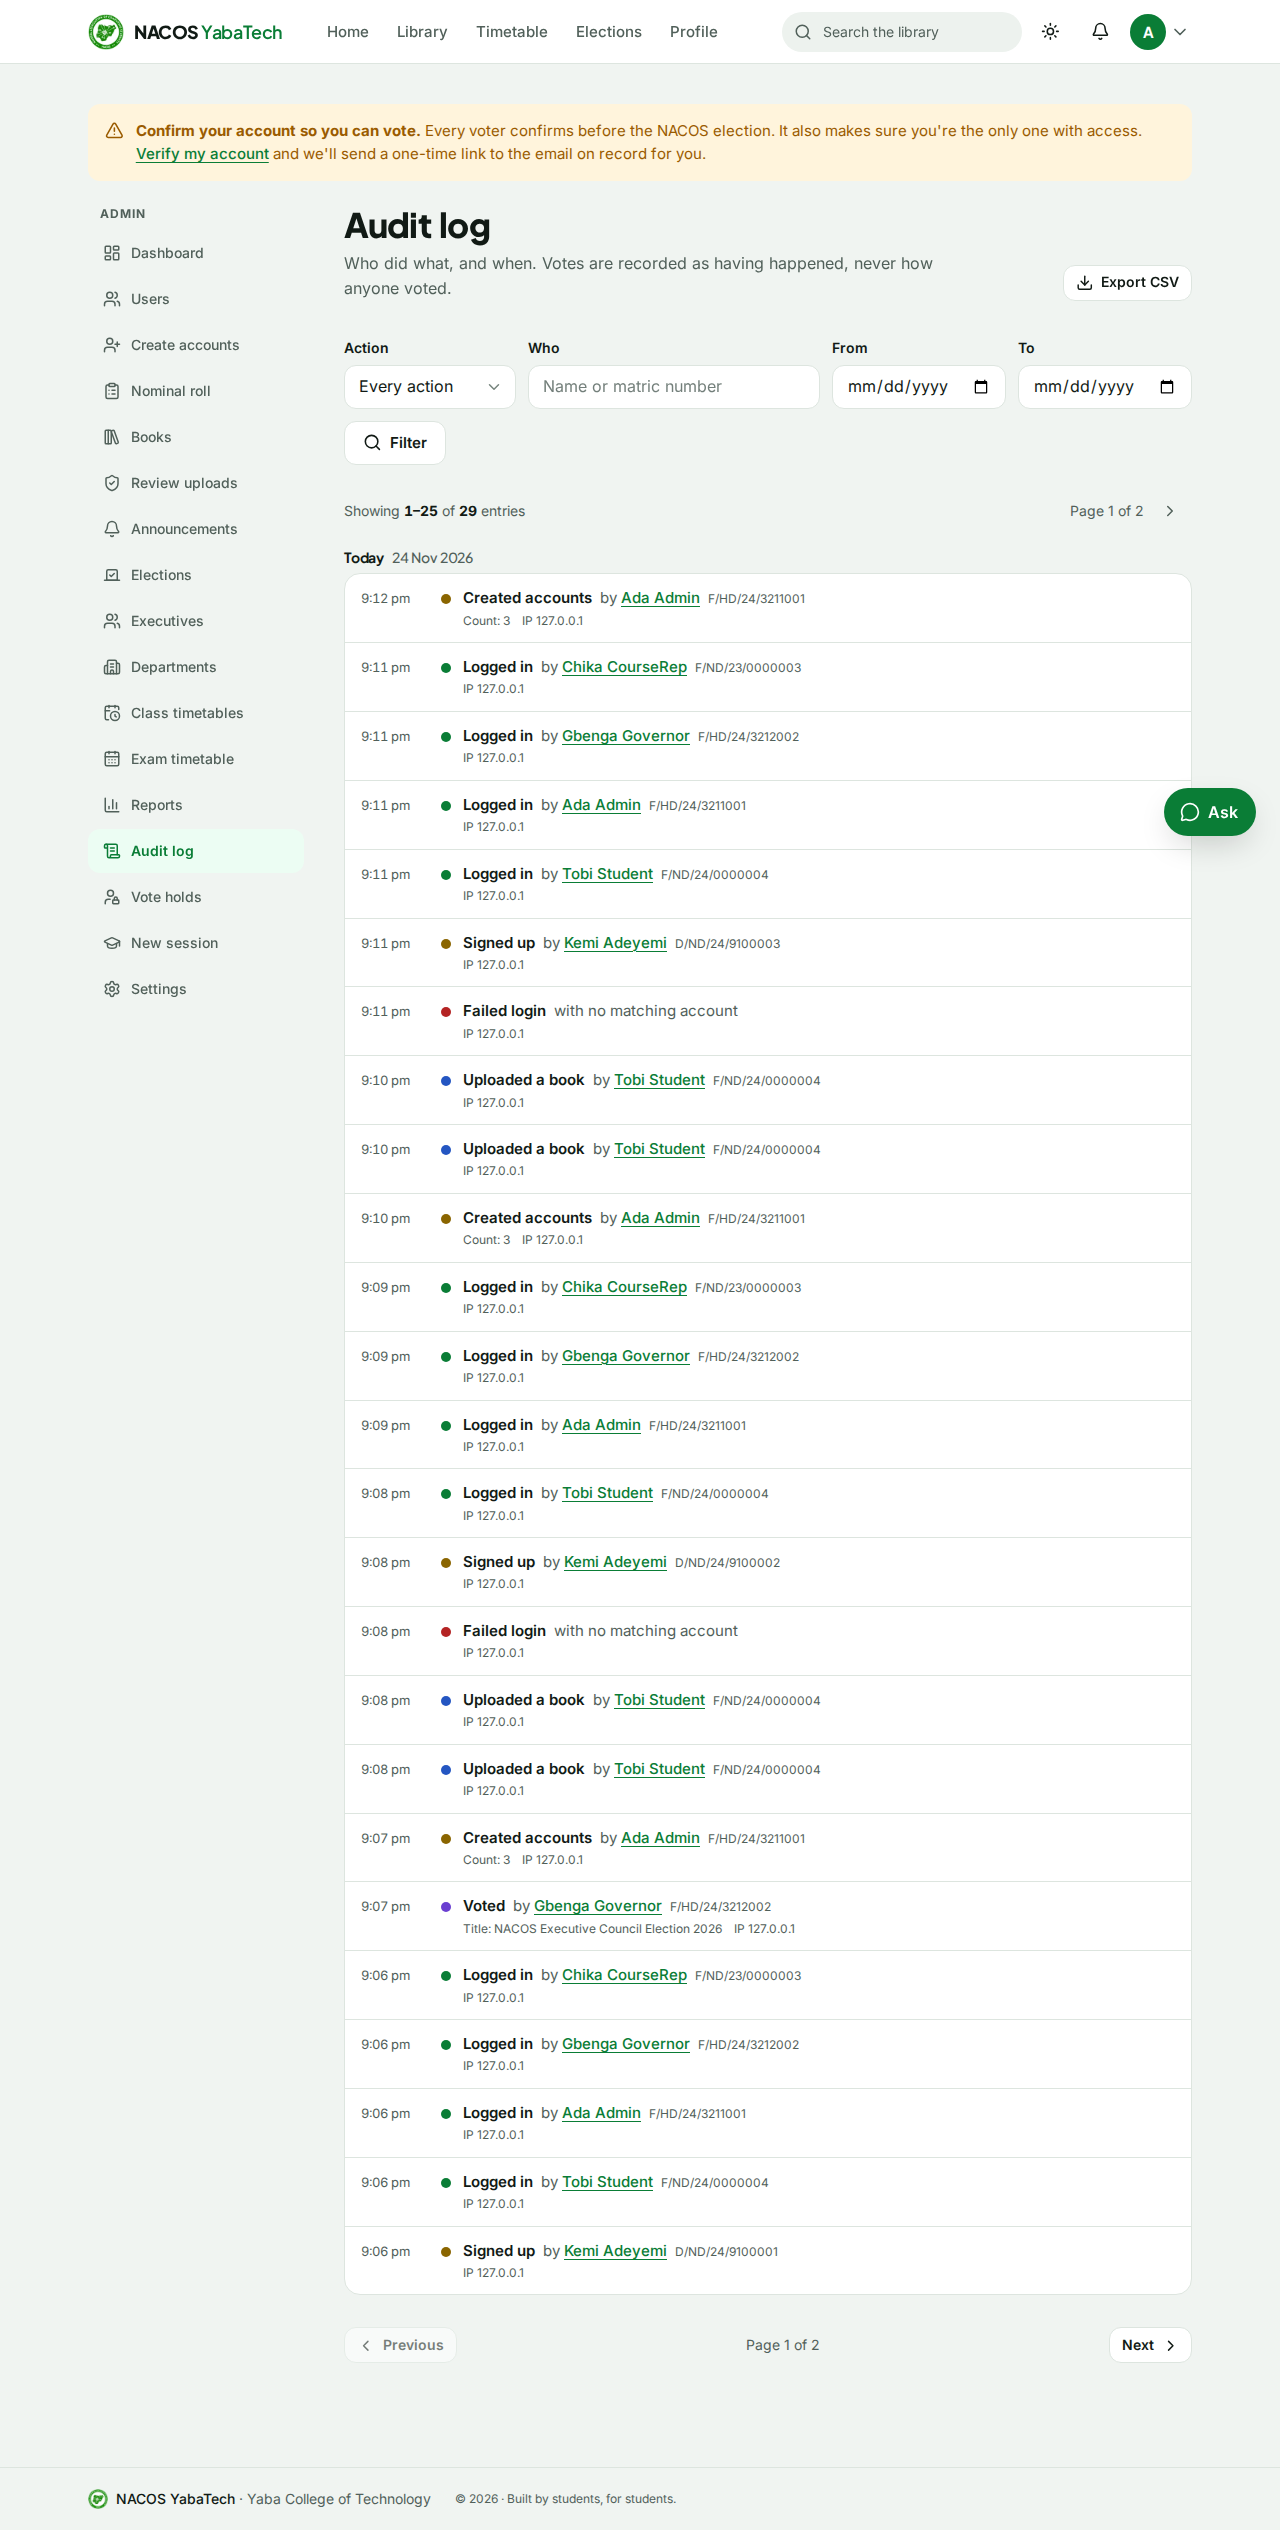 NACOS YabaTech
Home
Library
Timetable
Elections
Profile
Search the library
A
Confirm your account so you can vote. Every voter confirms before the NACOS election. It also makes sure you're the only one with access.
Verify my account and we'll send a one-time link to the email on record for you.
ADMIN
Dashboard
Users
Create accounts
Nominal roll
Books
Review uploads
Announcements
Elections
Executives
Departments
Class timetables
Exam timetable
Reports
Audit log
Vote holds
New session
Settings
Audit log
Who did what, and when. Votes are recorded as having happened, never how
anyone voted.
Export CSV
Action
Who
From
To
Every action
Name or matric number
mm/dd/yyyy
mm/dd/yyyy
Filter
Showing 1–25 of 29 entries
Page 1 of 2
Today 24 Nov 2026
9:12 pm Created accounts by Ada Admin F/HD/24/3211001
Count: 3 IP 127.0.0.1
9:11 pm Logged in by Chika CourseRep F/ND/23/0000003
IP 127.0.0.1
9:11 pm Logged in by Gbenga Governor F/HD/24/3212002
IP 127.0.0.1
9:11 pm Logged in by Ada Admin F/HD/24/3211001
IP 127.0.0.1
9:11 pm Logged in by Tobi Student F/ND/24/0000004
IP 127.0.0.1
9:11 pm Signed up by Kemi Adeyemi D/ND/24/9100003
IP 127.0.0.1
9:11 pm Failed login with no matching account
IP 127.0.0.1
9:10 pm Uploaded a book by Tobi Student F/ND/24/0000004
IP 127.0.0.1
9:10 pm Uploaded a book by Tobi Student F/ND/24/0000004
IP 127.0.0.1
9:10 pm Created accounts by Ada Admin F/HD/24/3211001
Count: 3 IP 127.0.0.1
9:09 pm Logged in by Chika CourseRep F/ND/23/0000003
IP 127.0.0.1
9:09 pm Logged in by Gbenga Governor F/HD/24/3212002
IP 127.0.0.1
9:09 pm Logged in by Ada Admin F/HD/24/3211001
IP 127.0.0.1
9:08 pm Logged in by Tobi Student F/ND/24/0000004
IP 127.0.0.1
9:08 pm Signed up by Kemi Adeyemi D/ND/24/9100002
IP 127.0.0.1
9:08 pm Failed login with no matching account
IP 127.0.0.1
9:08 pm Uploaded a book by Tobi Student F/ND/24/0000004
IP 127.0.0.1
9:08 pm Uploaded a book by Tobi Student F/ND/24/0000004
IP 127.0.0.1
9:07 pm Created accounts by Ada Admin F/HD/24/3211001
Count: 3 IP 127.0.0.1
9:07 pm Voted by Gbenga Governor F/HD/24/3212002
Title: NACOS Executive Council Election 2026 IP 127.0.0.1
9:06 pm Logged in by Chika CourseRep F/ND/23/0000003
IP 127.0.0.1
9:06 pm Logged in by Gbenga Governor F/HD/24/3212002
IP 127.0.0.1
9:06 pm Logged in by Ada Admin F/HD/24/3211001
IP 127.0.0.1
9:06 pm Logged in by Tobi Student F/ND/24/0000004
IP 127.0.0.1
9:06 pm Signed up by Kemi Adeyemi D/ND/24/9100001
IP 127.0.0.1
Ask
Previous
Page 1 of 2
Next
NACOS YabaTech · Yaba College of Technology
© 2026 · Built by students, for students.